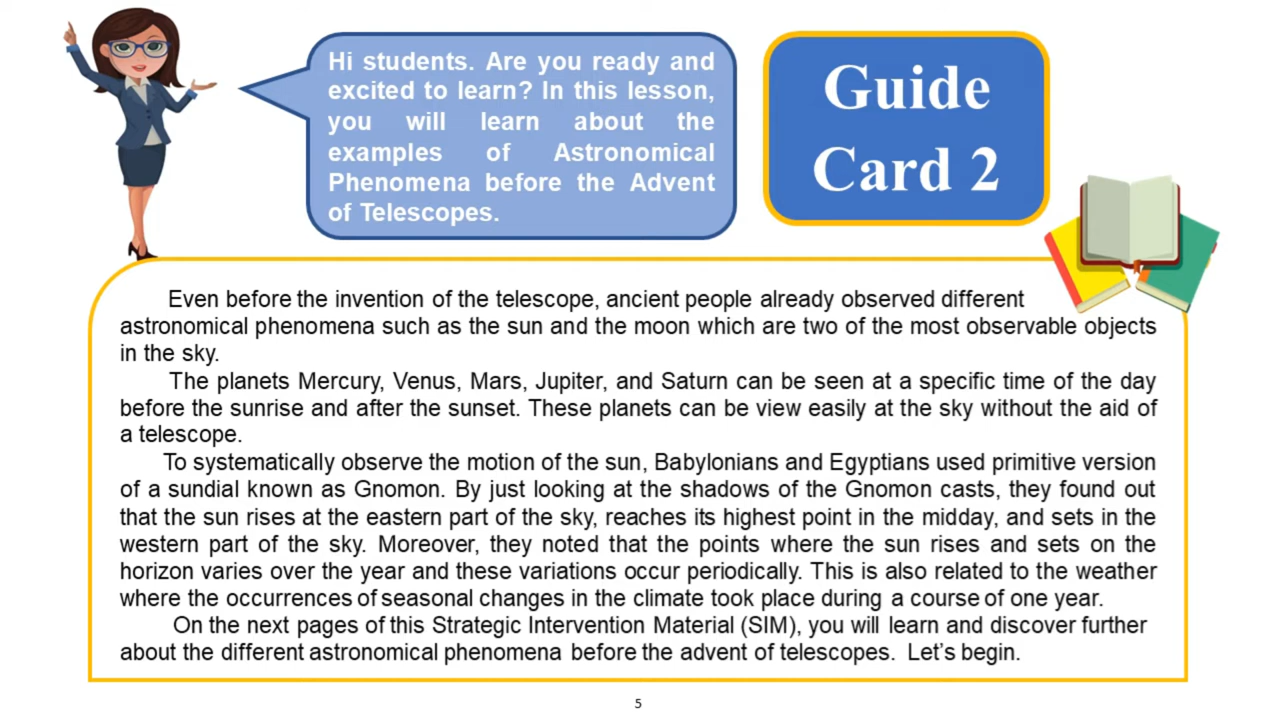 Hi students. Are you ready and
excited to learn? In this lesson,
you will learn about the
examples of Astronomical
Phenomena before the Advent
of Telescopes.
Guide
Card 2
Even before the invention of the telescope, ancient people already observed different
astronomical phenomena such as the sun and the moon which are two of the most observable objects
in the sky.
The planets Mercury, Venus, Mars, Jupiter, and Saturn can be seen at a specific time of the day
before the sunrise and after the sunset. These planets can be view easily at the sky without the aid of
a telescope.
To systematically observe the motion of the sun, Babylonians and Egyptians used primitive version
of a sundial known as Gnomon. By just looking at the shadows of the Gnomon casts, they found out
that the sun rises at the eastern part of the sky, reaches its highest point in the midday, and sets in the
western part of the sky. Moreover, they noted that the points where the sun rises and sets on the
horizon varies over the year and these variations occur periodically. This is also related to the weather
where the occurrences of seasonal changes in the climate took place during a course of one year.
On the next pages of this Strategic Intervention Material (SIM), you will learn and discover further
about the different astronomical phenomena before the advent of telescopes. Let's begin.
5